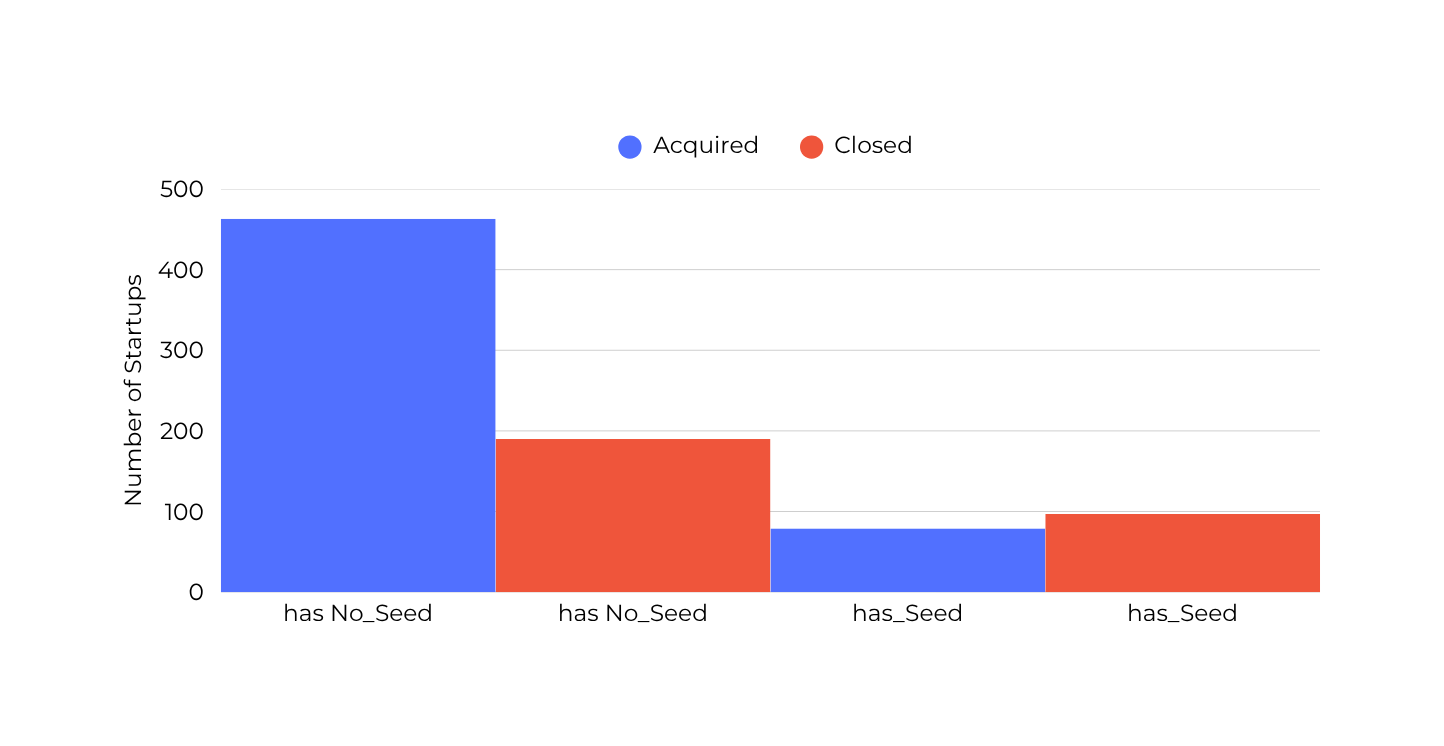 Acquired Closed
500
400
300
200
100
0
Number of Startups
has No_Seed has No_Seed has_Seed has_Seed